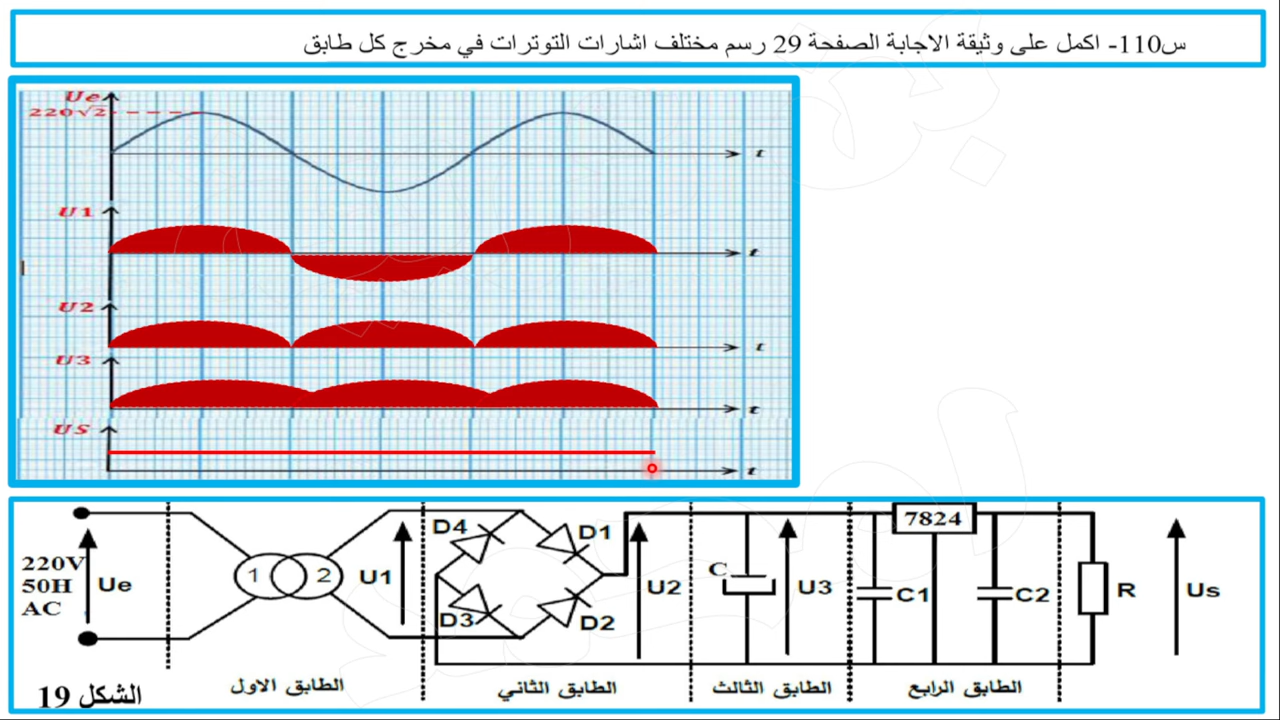 س110- اكمل على وثيقة الاجابة الصفحة 29 رسم مختلف اشارات التوترات في مخرج كل طابق
Ue
220√2
t
U1
t
U2
t
U3
t
US
t
7824
D4
D1
220V
50H
AC
Ue
1
2
U1
U2
C
U3
C1
C2
R
Us
D3
D2
الطابق الاول
الطابق الثاني
الطابق الثالث
الطابق الرابع
الشكل 19